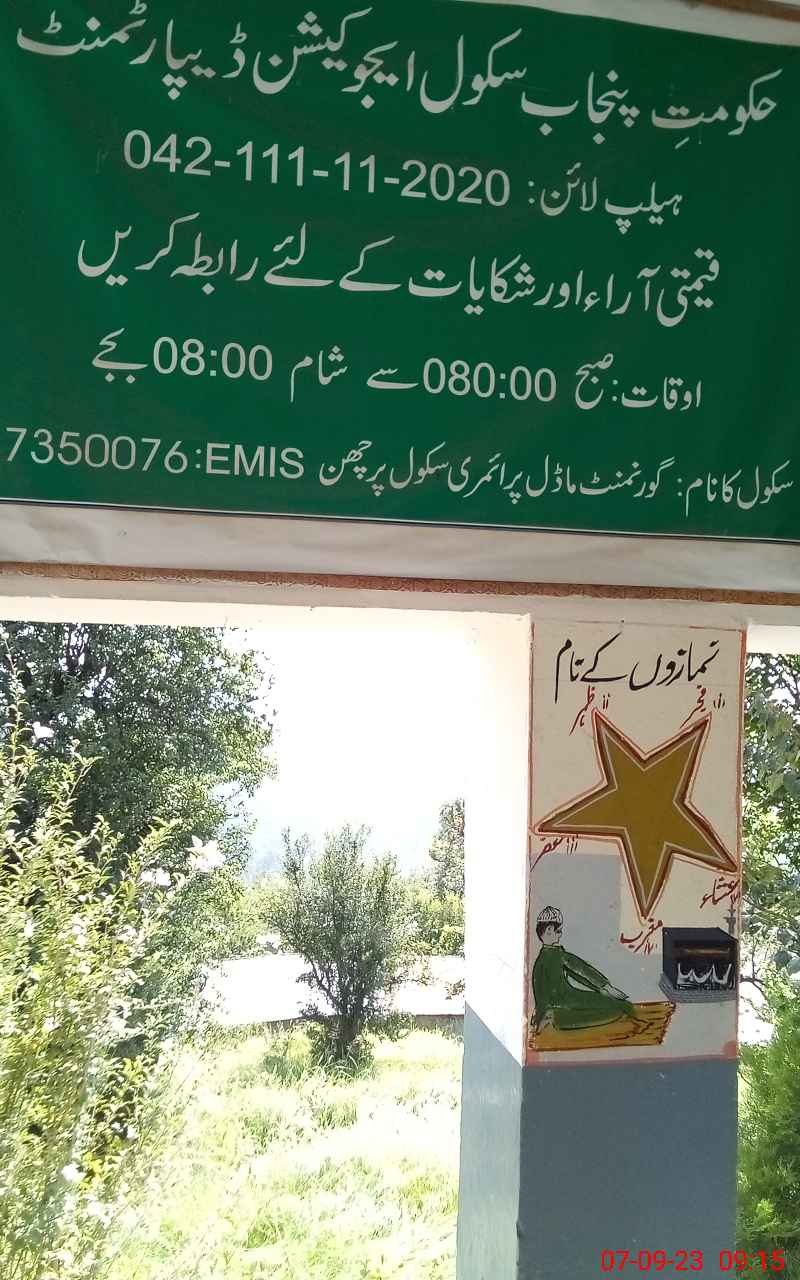 حکومتِ پنجاب سکول ایجوکیشن ڈیپارٹمنٹ
ہیلپ لائن: 042-111-11-2020
قیمتی آراء اور شکایات کے لئے رابطہ کریں
اوقات: صبح 080:00 سے شام 08:00 بجے
سکول کا نام: گورنمنٹ ماڈل پرائمری سکول پرچھن EMIS:7350076
نمازوں کے نام
فجر
ظہر
عصر
عشاء
مغرب
07-09-23 09:15